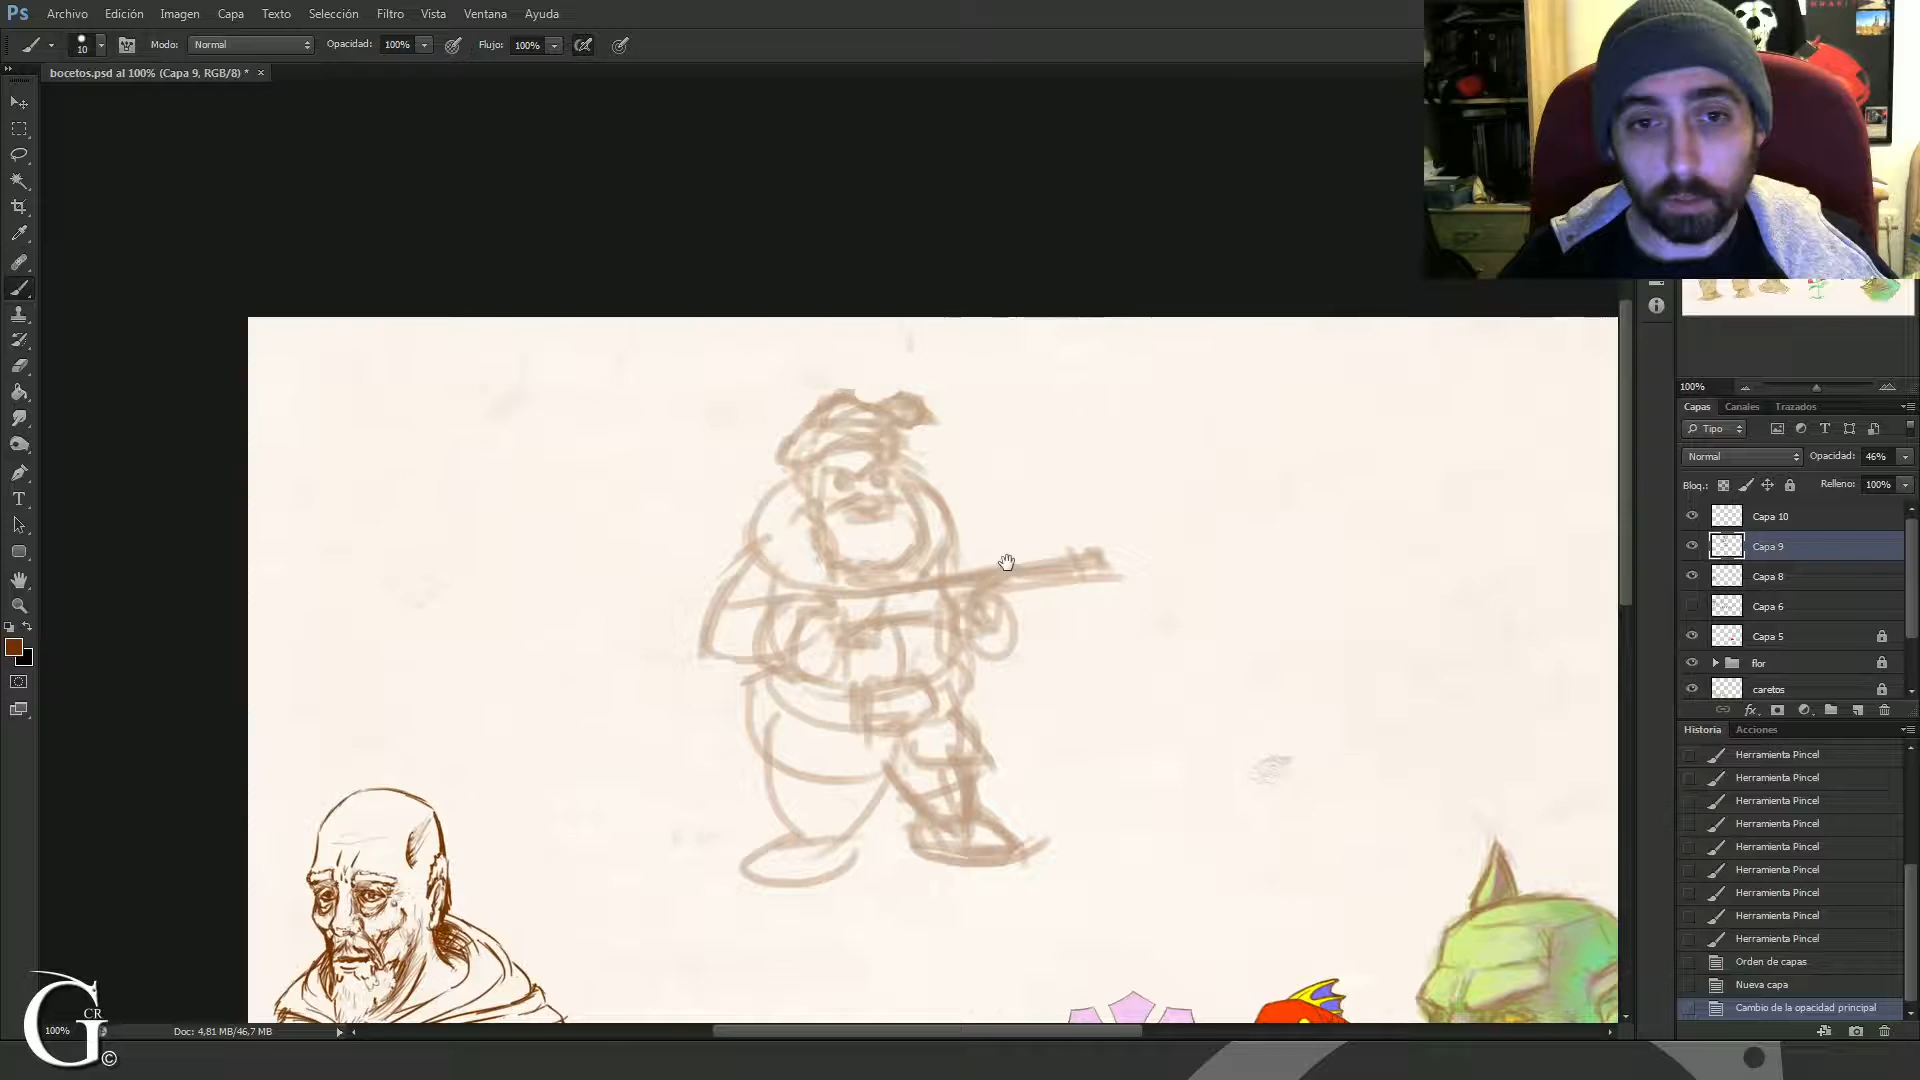 Ps Archivo Edición Imagen Capa Texto Selección Filtro Vista Ventana Ayuda
10 Modo: Normal Opacidad: 100% Flujo: 100%
bocetos.psd al 100% (Capa 9, RGB/8) * ×
100%
Capas Canales Trazados
Tipo
Normal Opacidad: 46%
Bloq.: Relleno: 100%
Capa 10
Capa 9
Capa 8
Capa 6
Capa 5
flor
caretos
fx
Historia Acciones
Herramienta Pincel
Herramienta Pincel
Herramienta Pincel
Herramienta Pincel
Herramienta Pincel
Herramienta Pincel
Herramienta Pincel
Herramienta Pincel
Herramienta Pincel
Orden de capas
Nueva capa
Cambio de la opacidad principal
100% Doc: 4,81 MB/46,7 MB
G CR ©